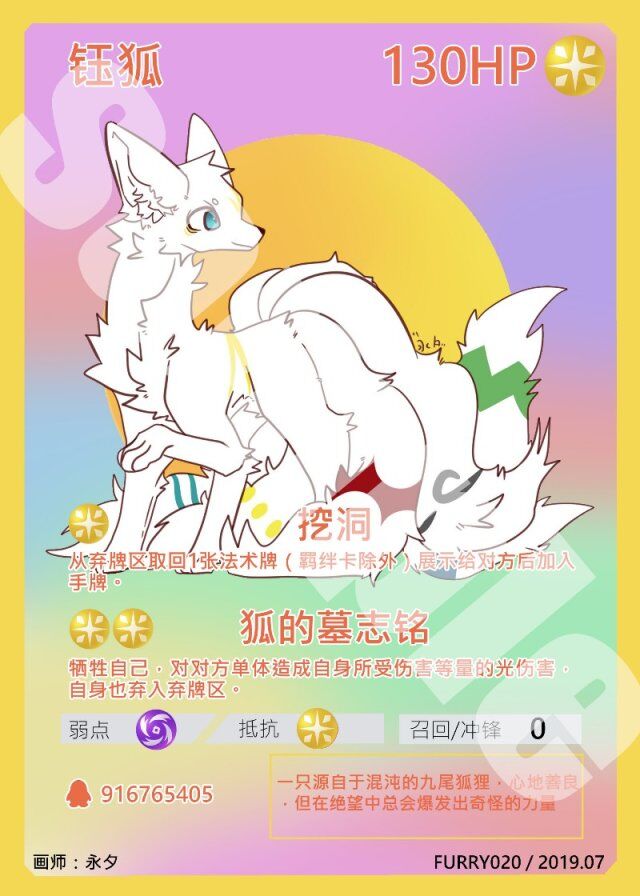 钰狐 130HP
挖洞
从弃牌区取回1张法术牌（羁绊卡除外）展示给对方后加入
手牌。
狐的墓志铭
牺牲自己，对对方单体造成自身所受伤害等量的光伤害，
自身也弃入弃牌区。
弱点 抵抗 召回/冲锋 0
916765405
一只源自于混沌的九尾狐狸，心地善良
，但在绝望中总会爆发出奇怪的力量
画师：永夕 FURRY020 / 2019.07